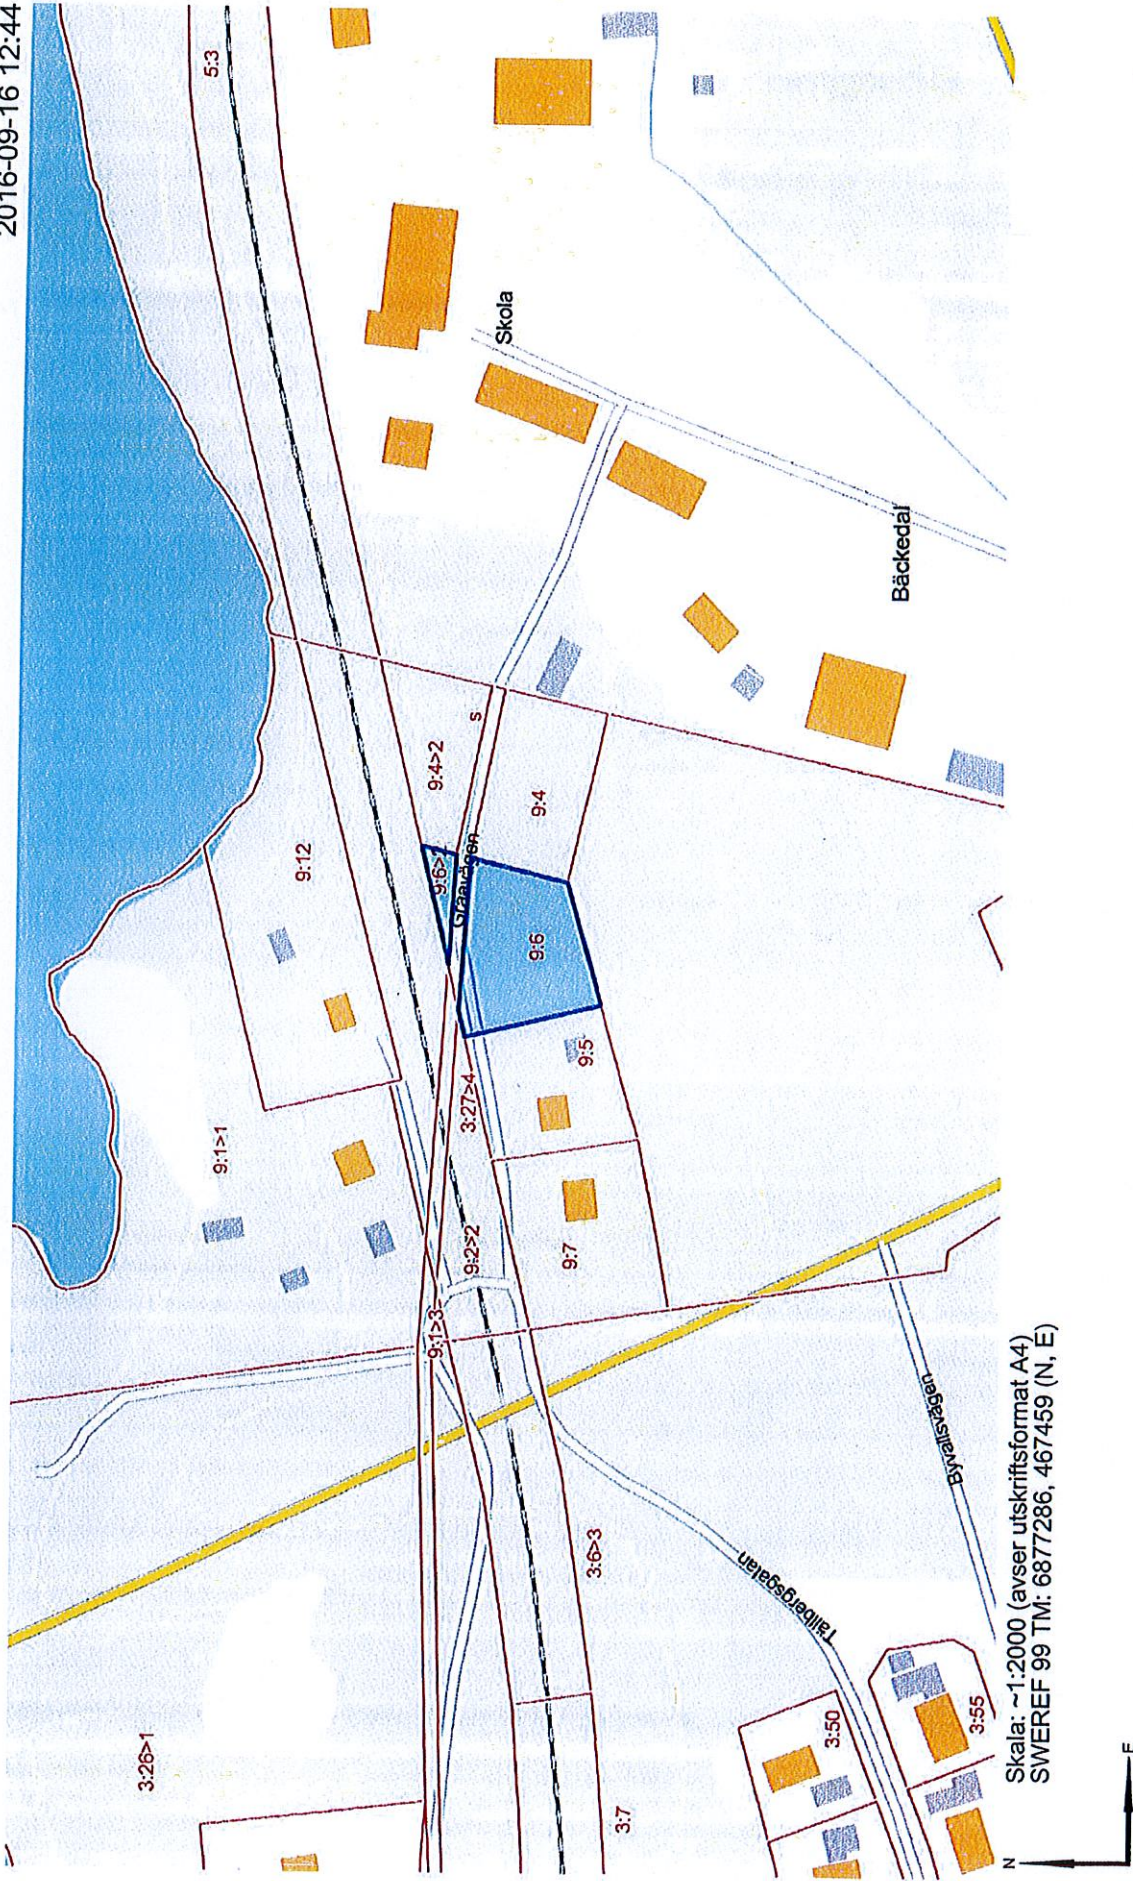 2016-09-16 12:44
5:3
Skola
Bäckedal
9:4>2
s
9:4
9:12
9:6>2
Granvägen
9:6
9:5
9:1>1
3:27>4
9:2>2
9:7
9:1>3
Byvallsvägen
Tällbergsgatan
3:6>3
3:26>1
3:7
3:50
3:55
Skala: ~1:2000 (avser utskriftsformat A4)
SWEREF 99 TM: 6877286, 467459 (N, E)
N
E